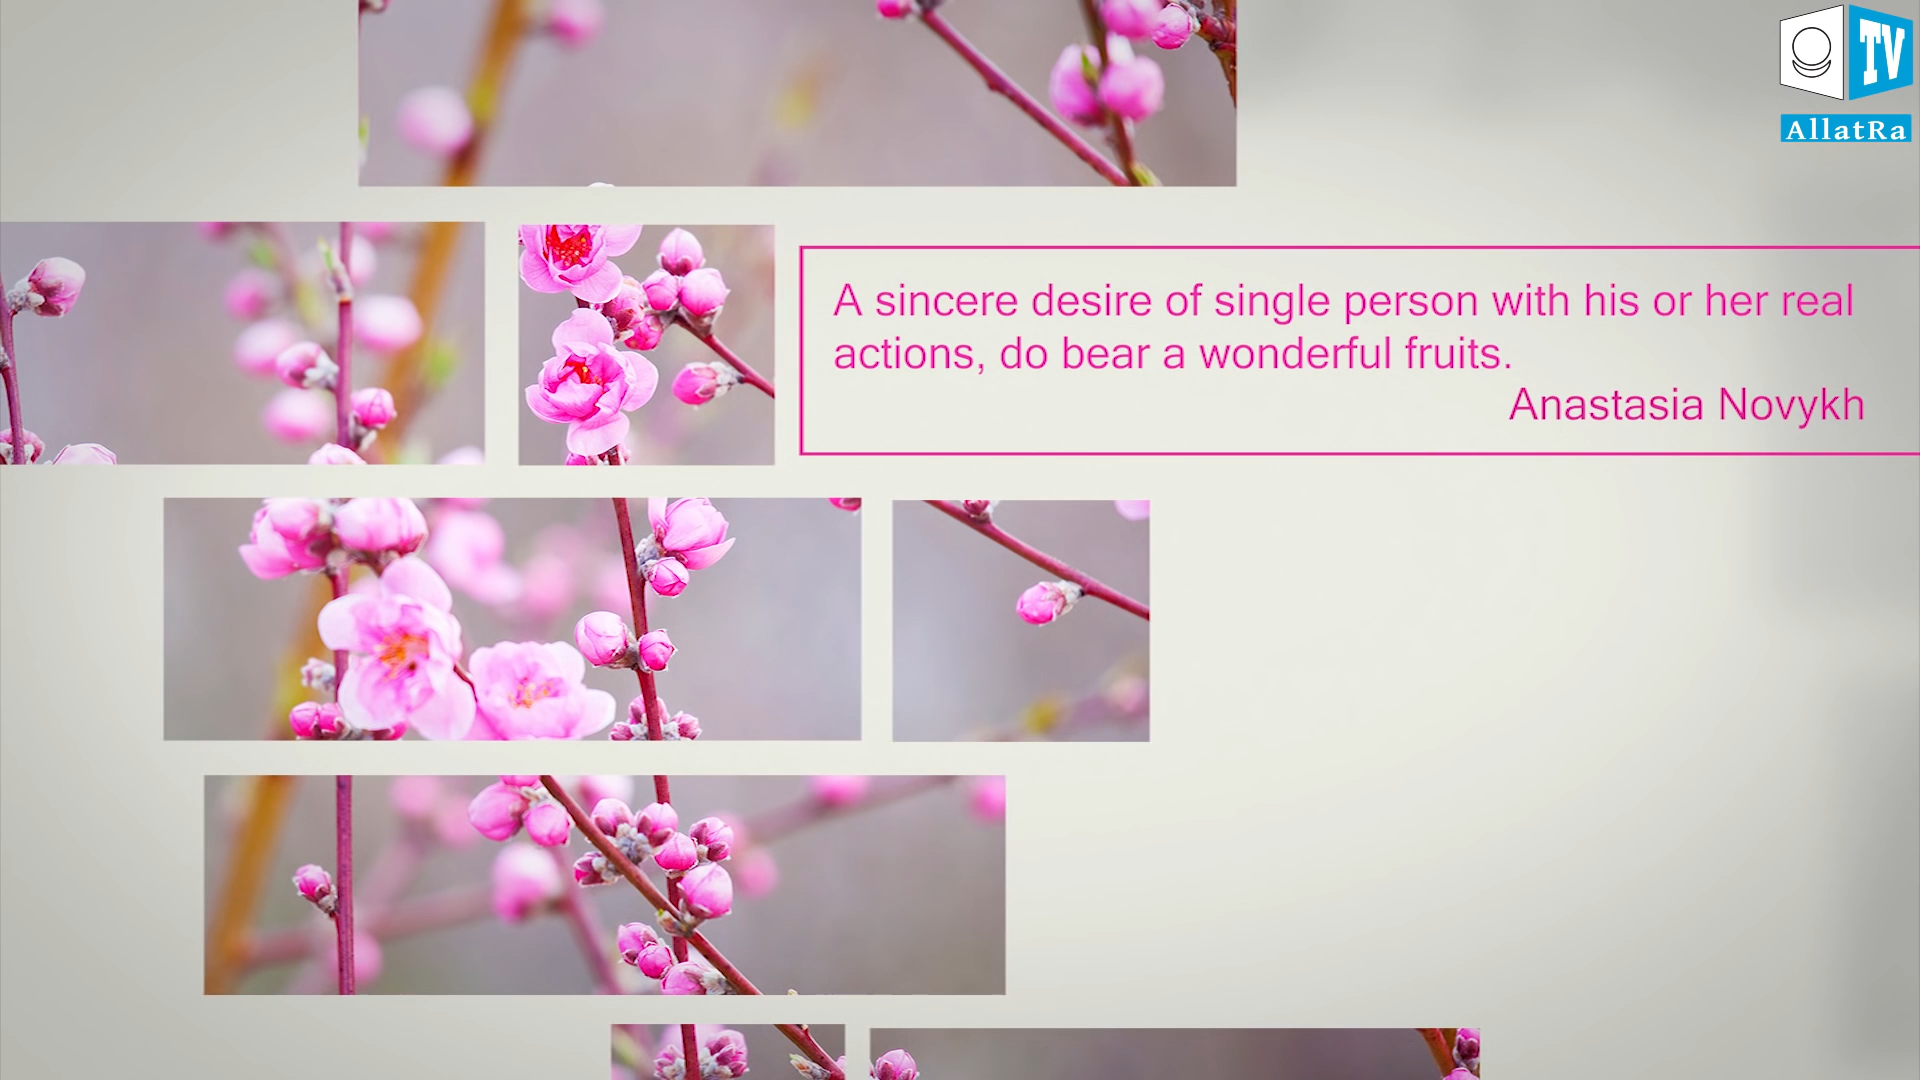 TV
AllatRa
A sincere desire of single person with his or her real
actions, do bear a wonderful fruits.
Anastasia Novykh